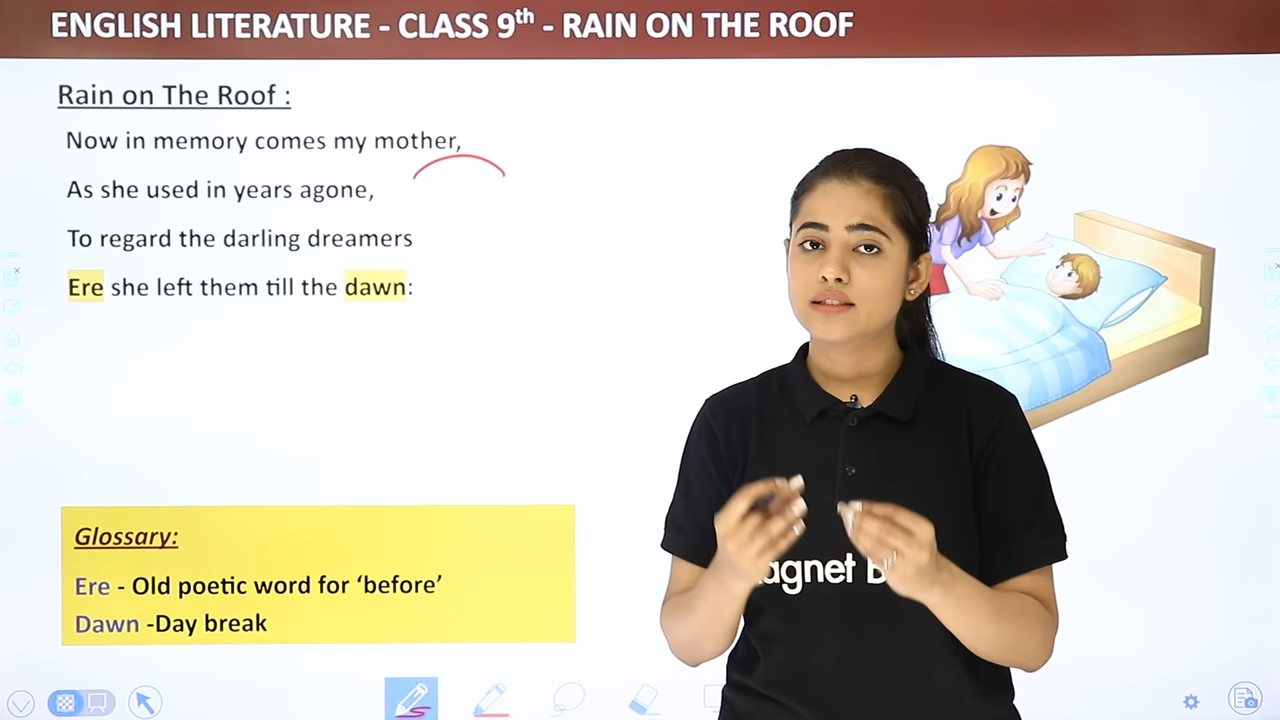 ENGLISH LITERATURE - CLASS 9th - RAIN ON THE ROOF
Rain on The Roof :
Now in memory comes my mother,
As she used in years agone,
To regard the darling dreamers
Ere she left them till the dawn:
Glossary:
Ere - Old poetic word for ‘before’
Dawn -Day break